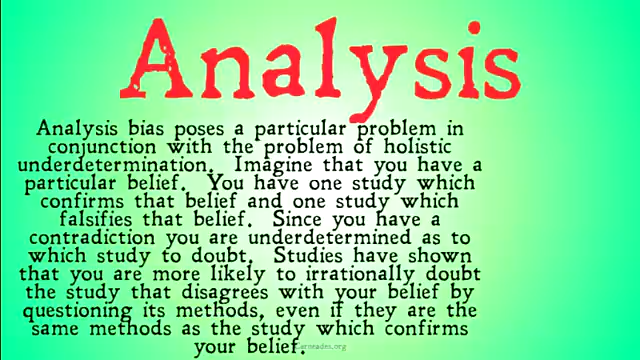 Analysis
Analysis bias poses a particular problem in
conjunction with the problem of holistic
underdetermination.  Imagine that you have a
particular belief.  You have one study which
confirms that belief and one study which
falsifies that belief.  Since you have a
contradiction you are underdetermined as to
which study to doubt.  Studies have shown
that you are more likely to irrationally doubt
the study that disagrees with your belief by
questioning its methods, even if they are the
same methods as the study which confirms
your belief.
Carneades.org